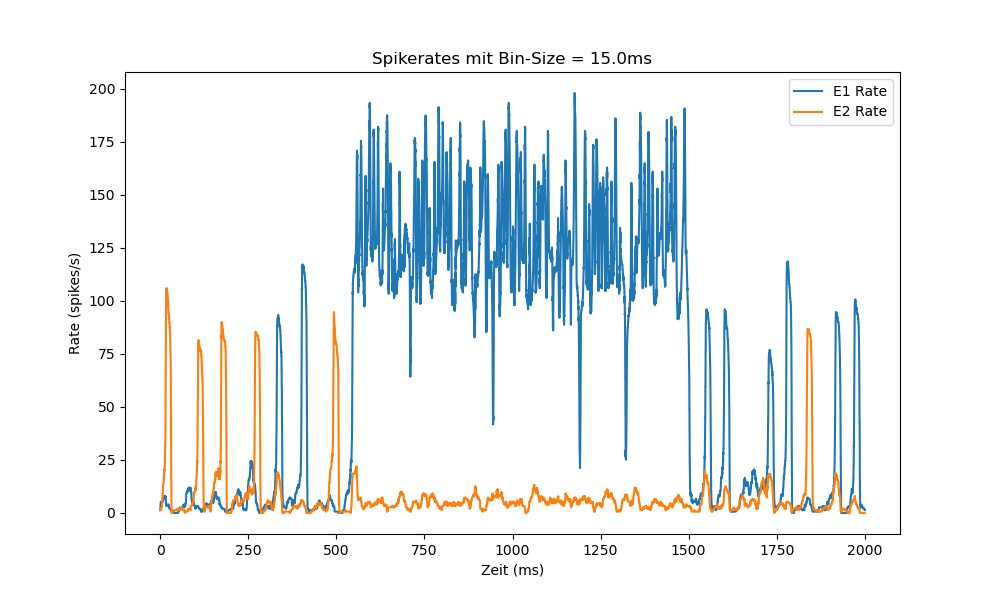 Spikerates mit Bin-Size = 15.0ms
E1 Rate
E2 Rate
200
175
150
125
100
75
50
25
0
Rate (spikes/s)
0 250 500 750 1000 1250 1500 1750 2000
Zeit (ms)